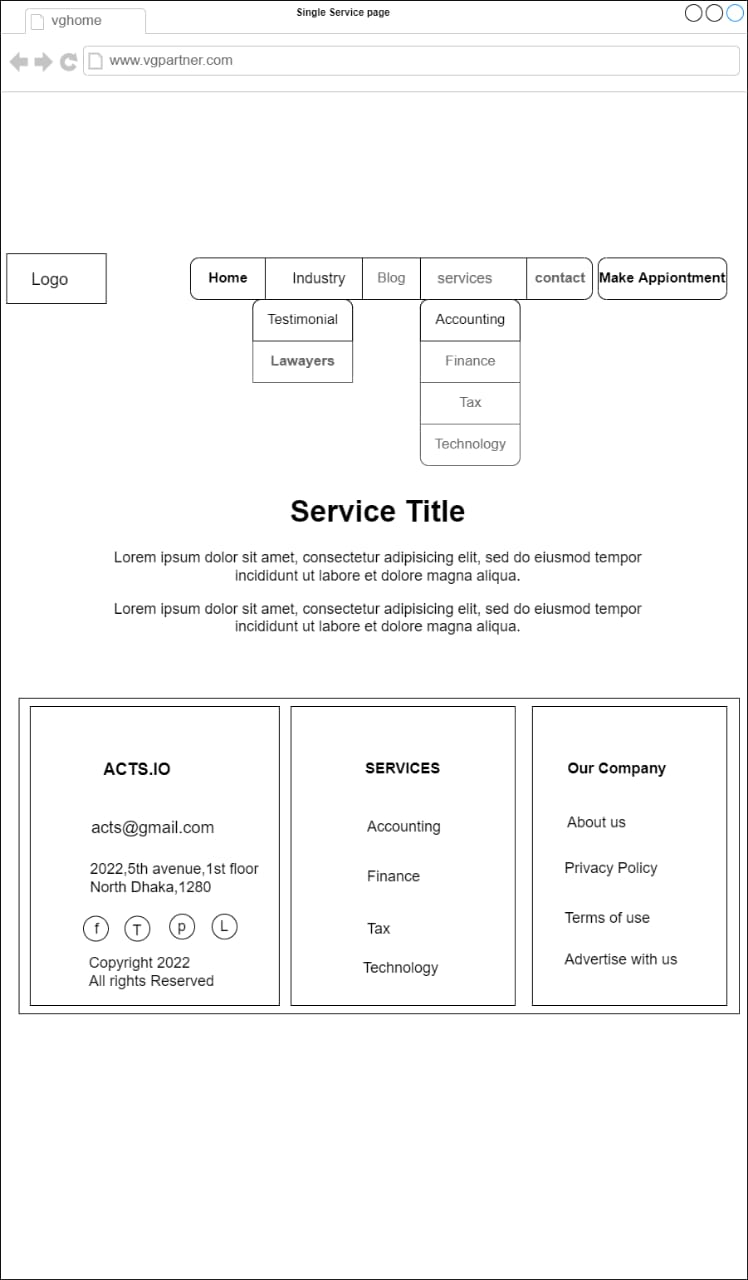 Single Service page
vghome
www.vgpartner.com
Logo
Home
Industry
Blog
services
contact
Make Appiontment
Testimonial
Lawayers
Accounting
Finance
Tax
Technology
Service Title
Lorem ipsum dolor sit amet, consectetur adipisicing elit, sed do eiusmod tempor
incididunt ut labore et dolore magna aliqua.
Lorem ipsum dolor sit amet, consectetur adipisicing elit, sed do eiusmod tempor
incididunt ut labore et dolore magna aliqua.
ACTS.IO
acts@gmail.com
2022,5th avenue,1st floor
North Dhaka,1280
f T p L
Copyright 2022
All rights Reserved
SERVICES
Accounting
Finance
Tax
Technology
Our Company
About us
Privacy Policy
Terms of use
Advertise with us